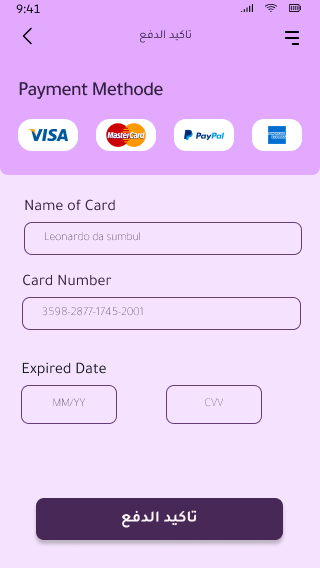 9:41
تاكيد الدفع
Payment Methode
VISA MasterCard PayPal
Name of Card
Leonardo da sumbul
Card Number
3598-2877-1745-2001
Expired Date
MM/YY CVV
تاكيد الدفع